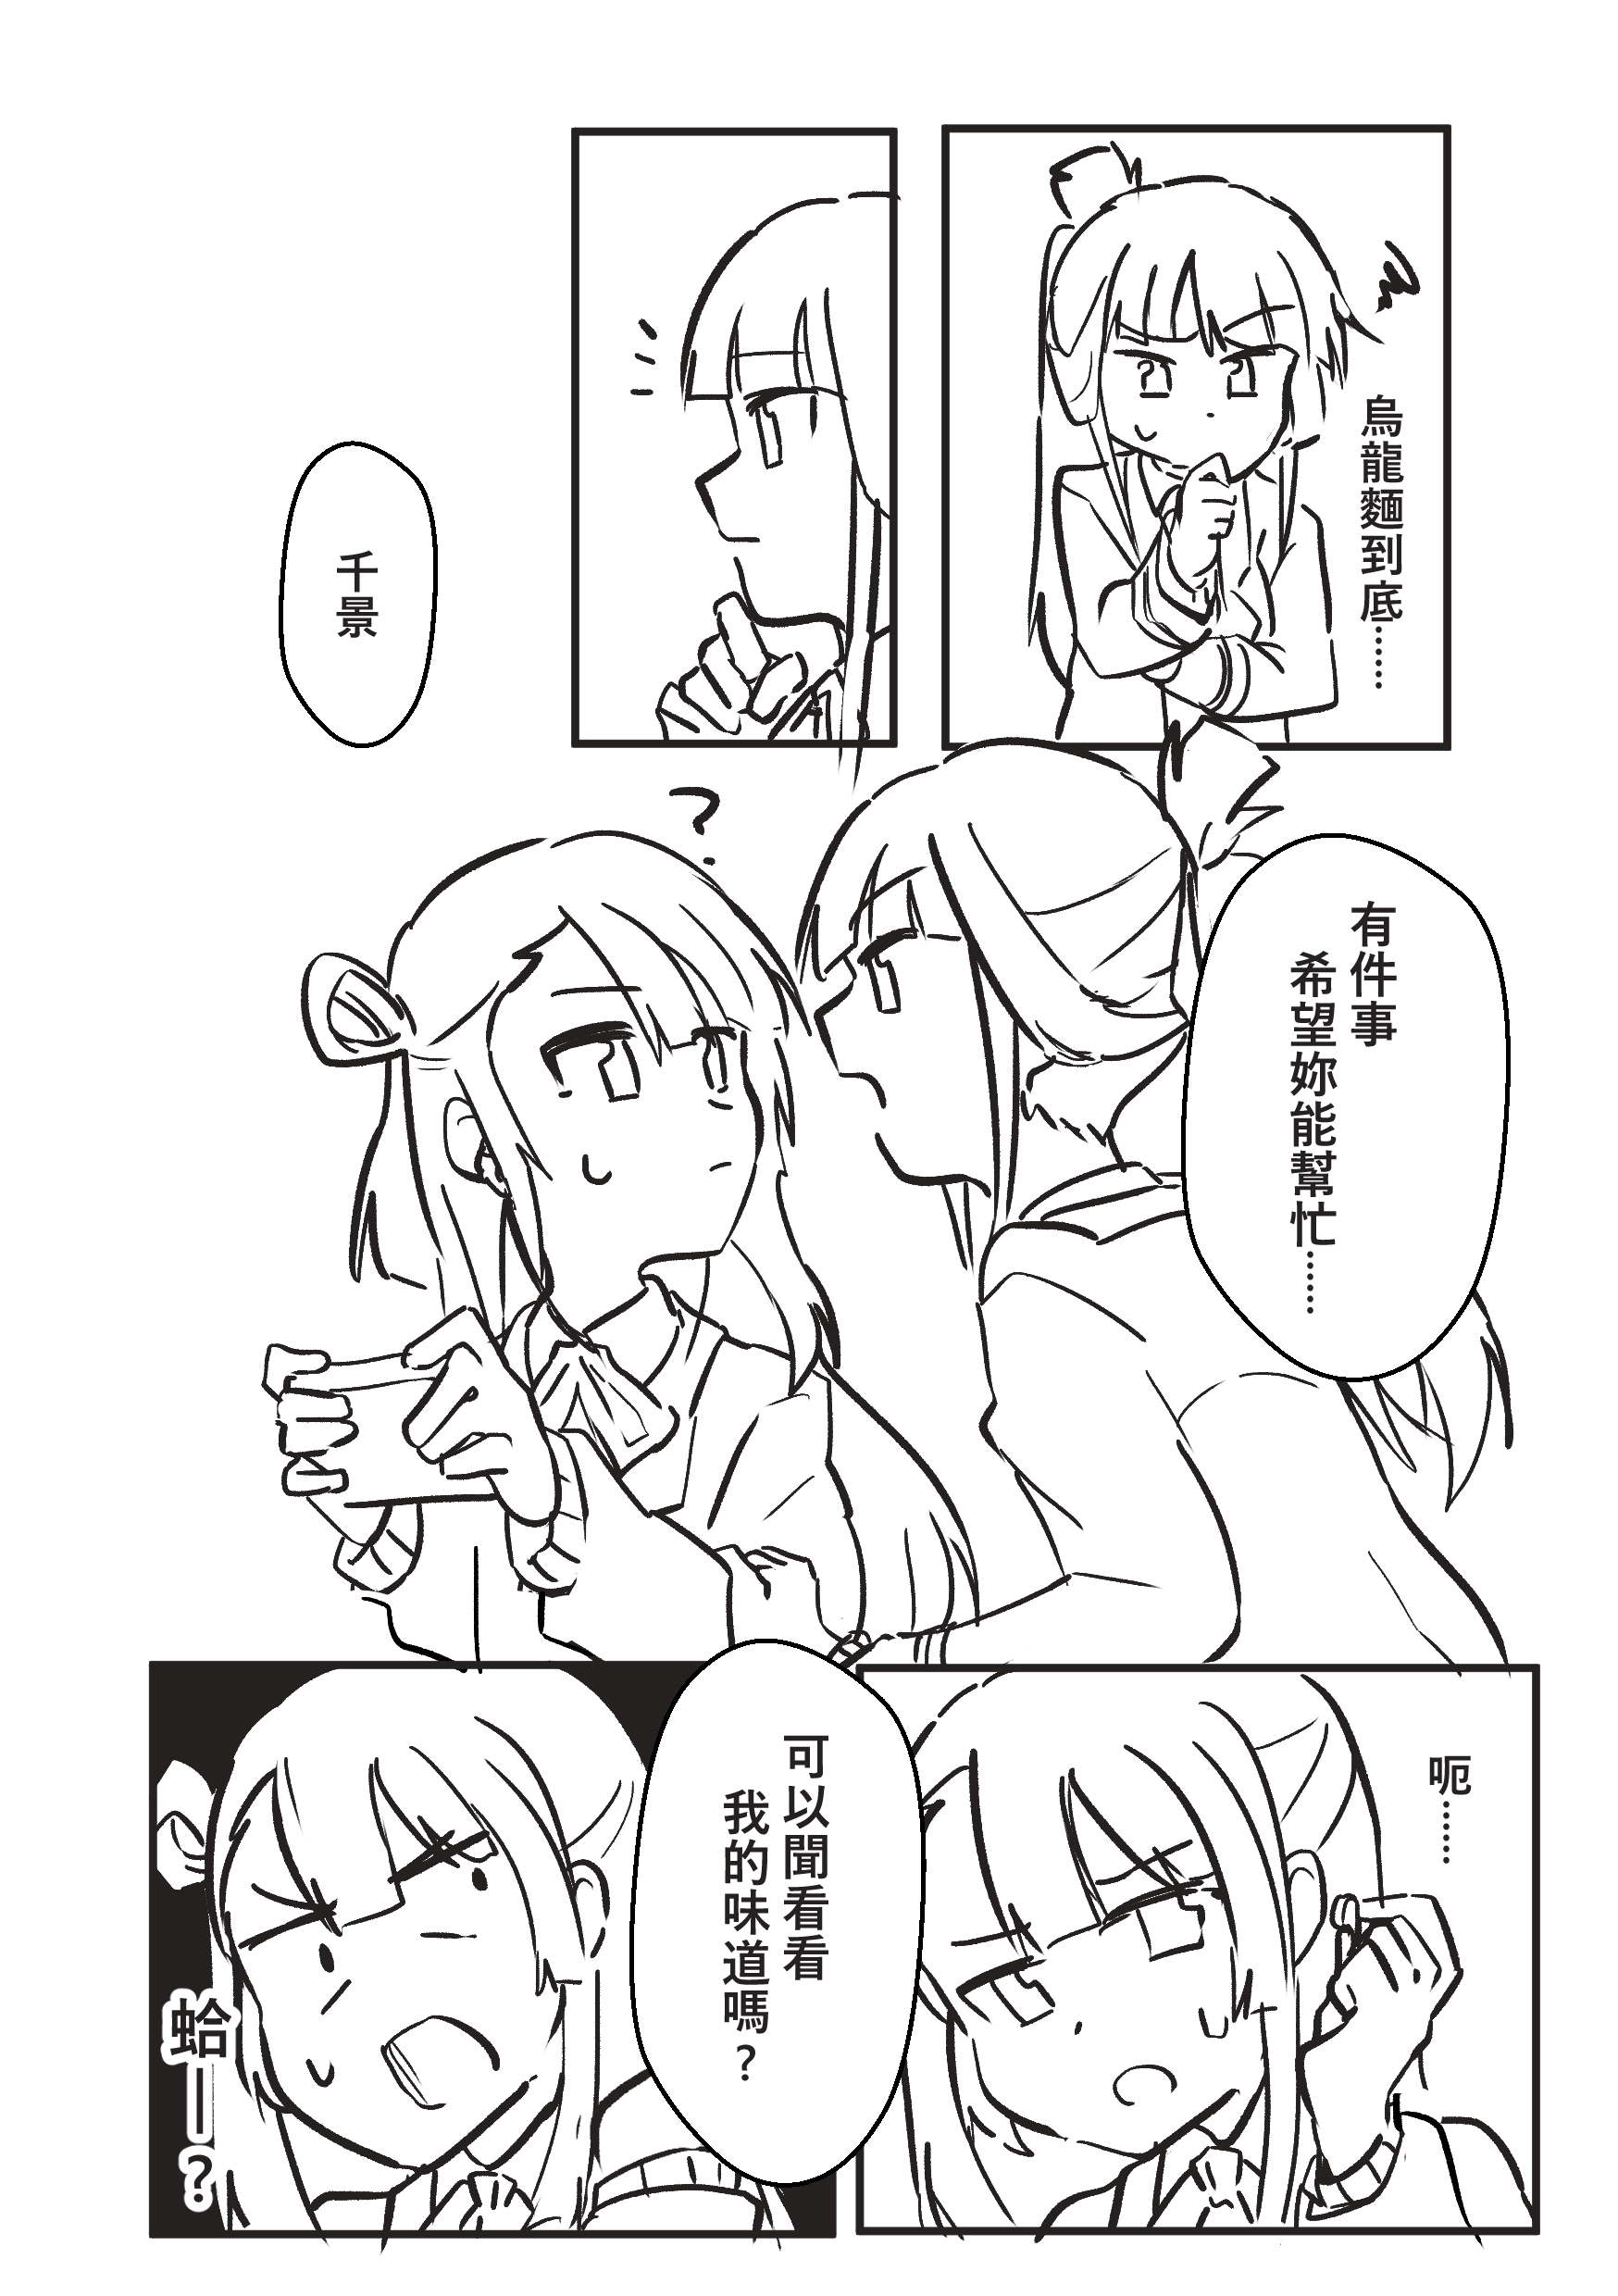 烏龍麵到底……
千景
有件事
希望妳能幫忙……
呃……
可以聞看看
我的味道嗎?
蛤—?